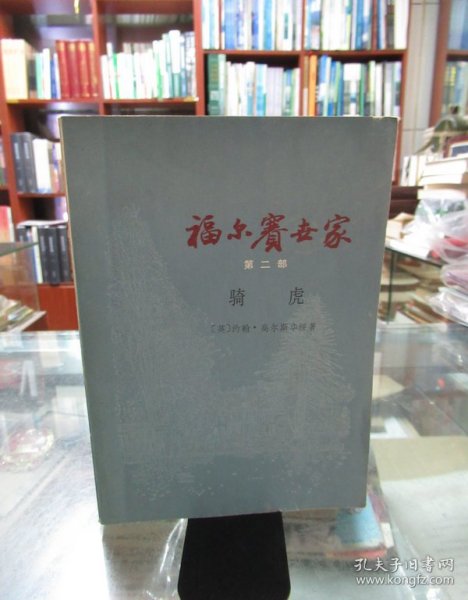 福尔赛世家
第二部
骑虎
〔英〕约翰·高尔斯华绥著
孔夫子旧书网
www.kongfz.com